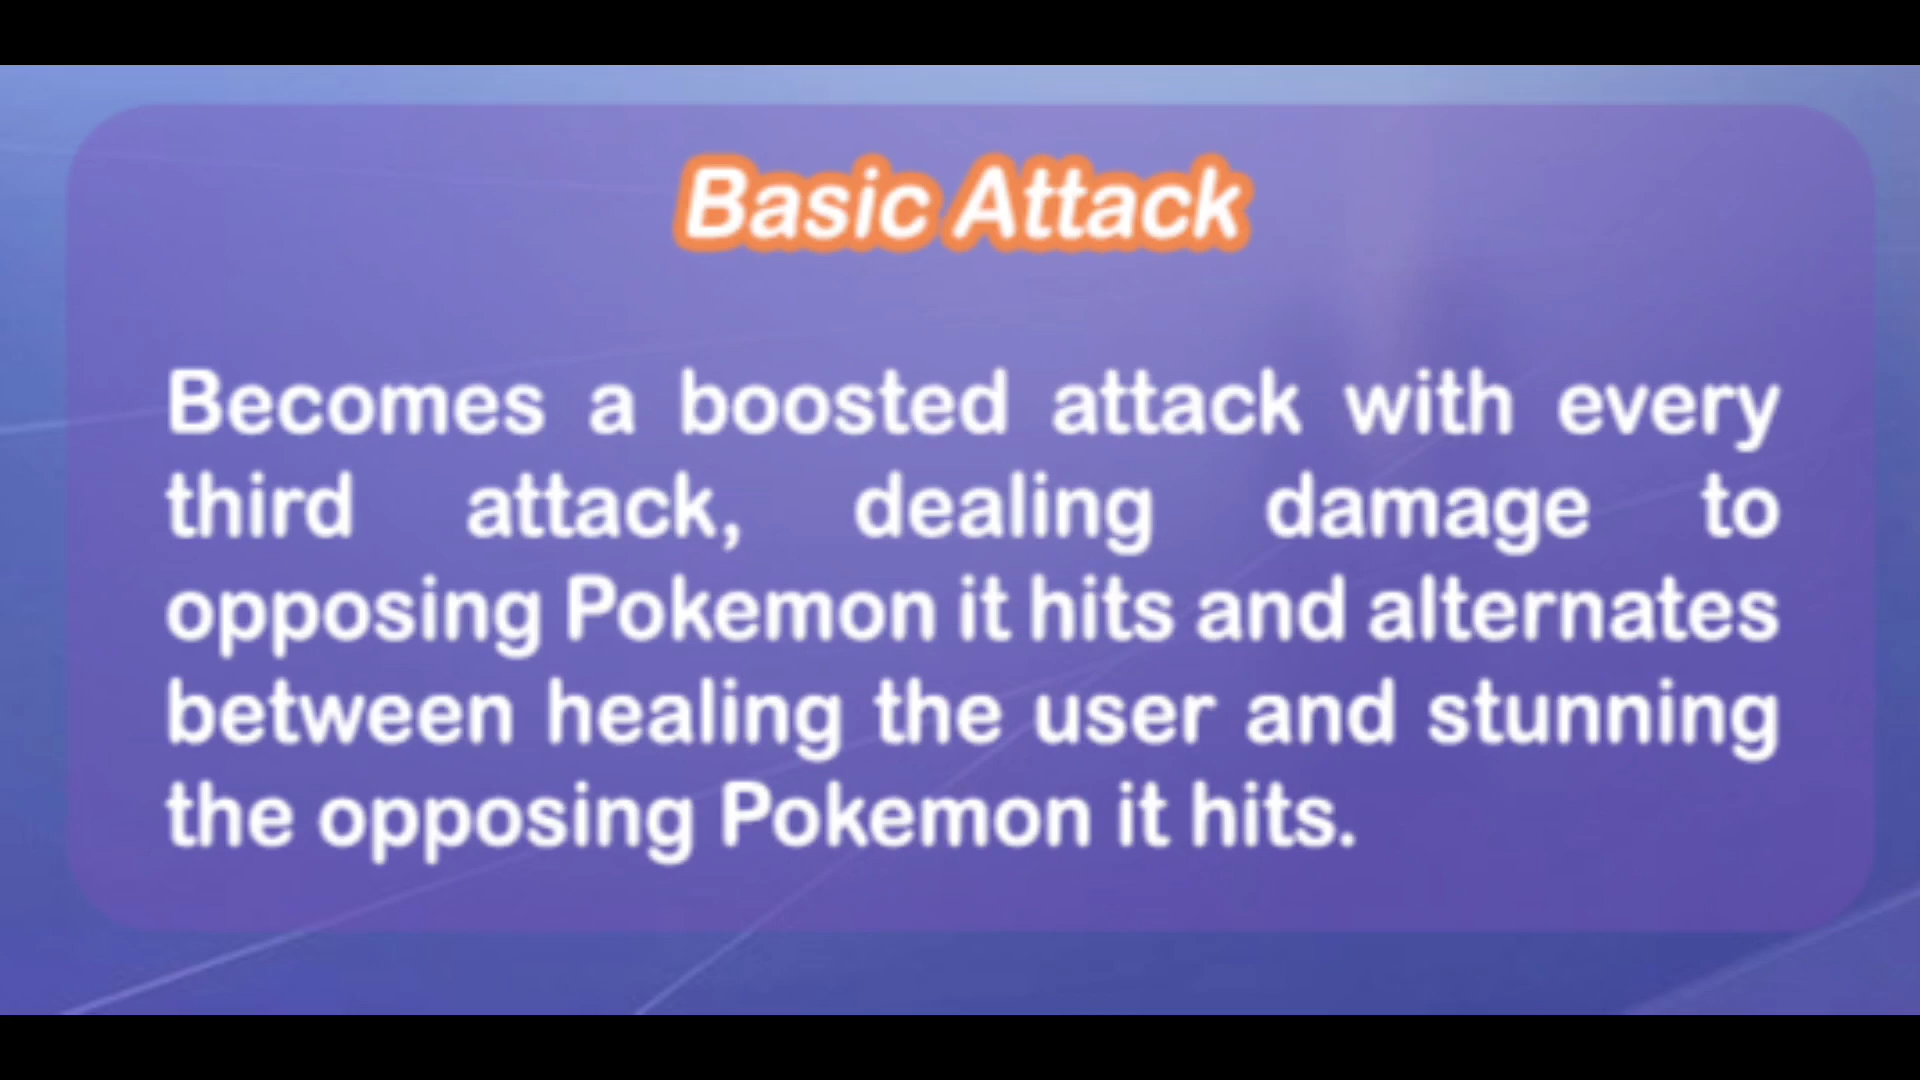 Basic Attack
Becomes a boosted attack with every
third attack, dealing damage to
opposing Pokemon it hits and alternates
between healing the user and stunning
the opposing Pokemon it hits.